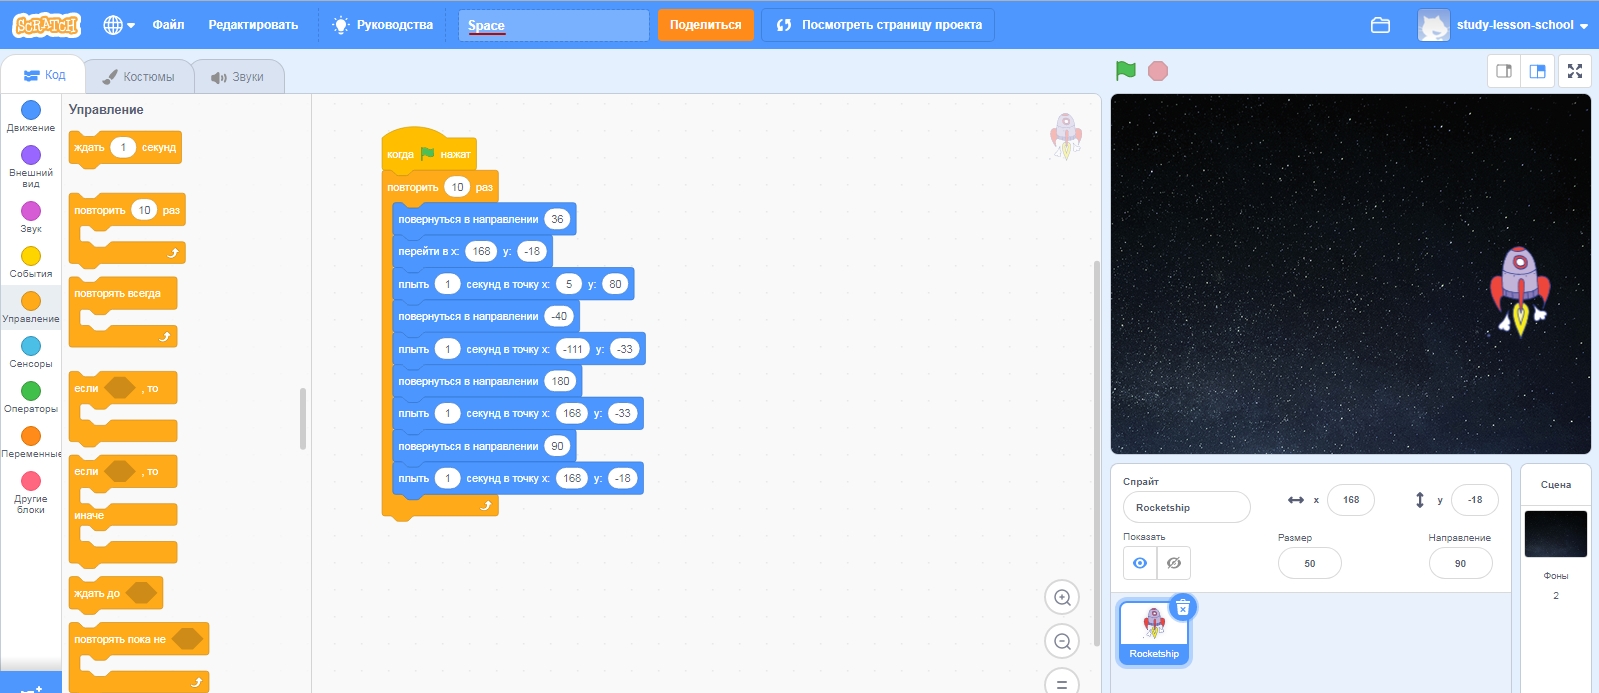 SCRATCH
Файл
Редактировать
Руководства
Space
Поделиться
Посмотреть страницу проекта
study-lesson-school
Код
Костюмы
Звуки
Движение
Внешний
вид
Звук
События
Управление
Сенсоры
Операторы
Переменные
Другие
блоки
Управление
ждать 1 секунд
повторить 10 раз
повторять всегда
если , то
если , то
иначе
ждать до
повторять пока не
когда нажат
повторить 10 раз
повернуться в направлении 36
перейти в x: 168 y: -18
плыть 1 секунд в точку x: 5 y: 80
повернуться в направлении -40
плыть 1 секунд в точку x: -111 y: -33
повернуться в направлении 180
плыть 1 секунд в точку x: 168 y: -33
повернуться в направлении 90
плыть 1 секунд в точку x: 168 y: -18
Спрайт
Rocketship
x 168
y -18
Показать
Размер
50
Направление
90
Rocketship
Сцена
Фоны
2